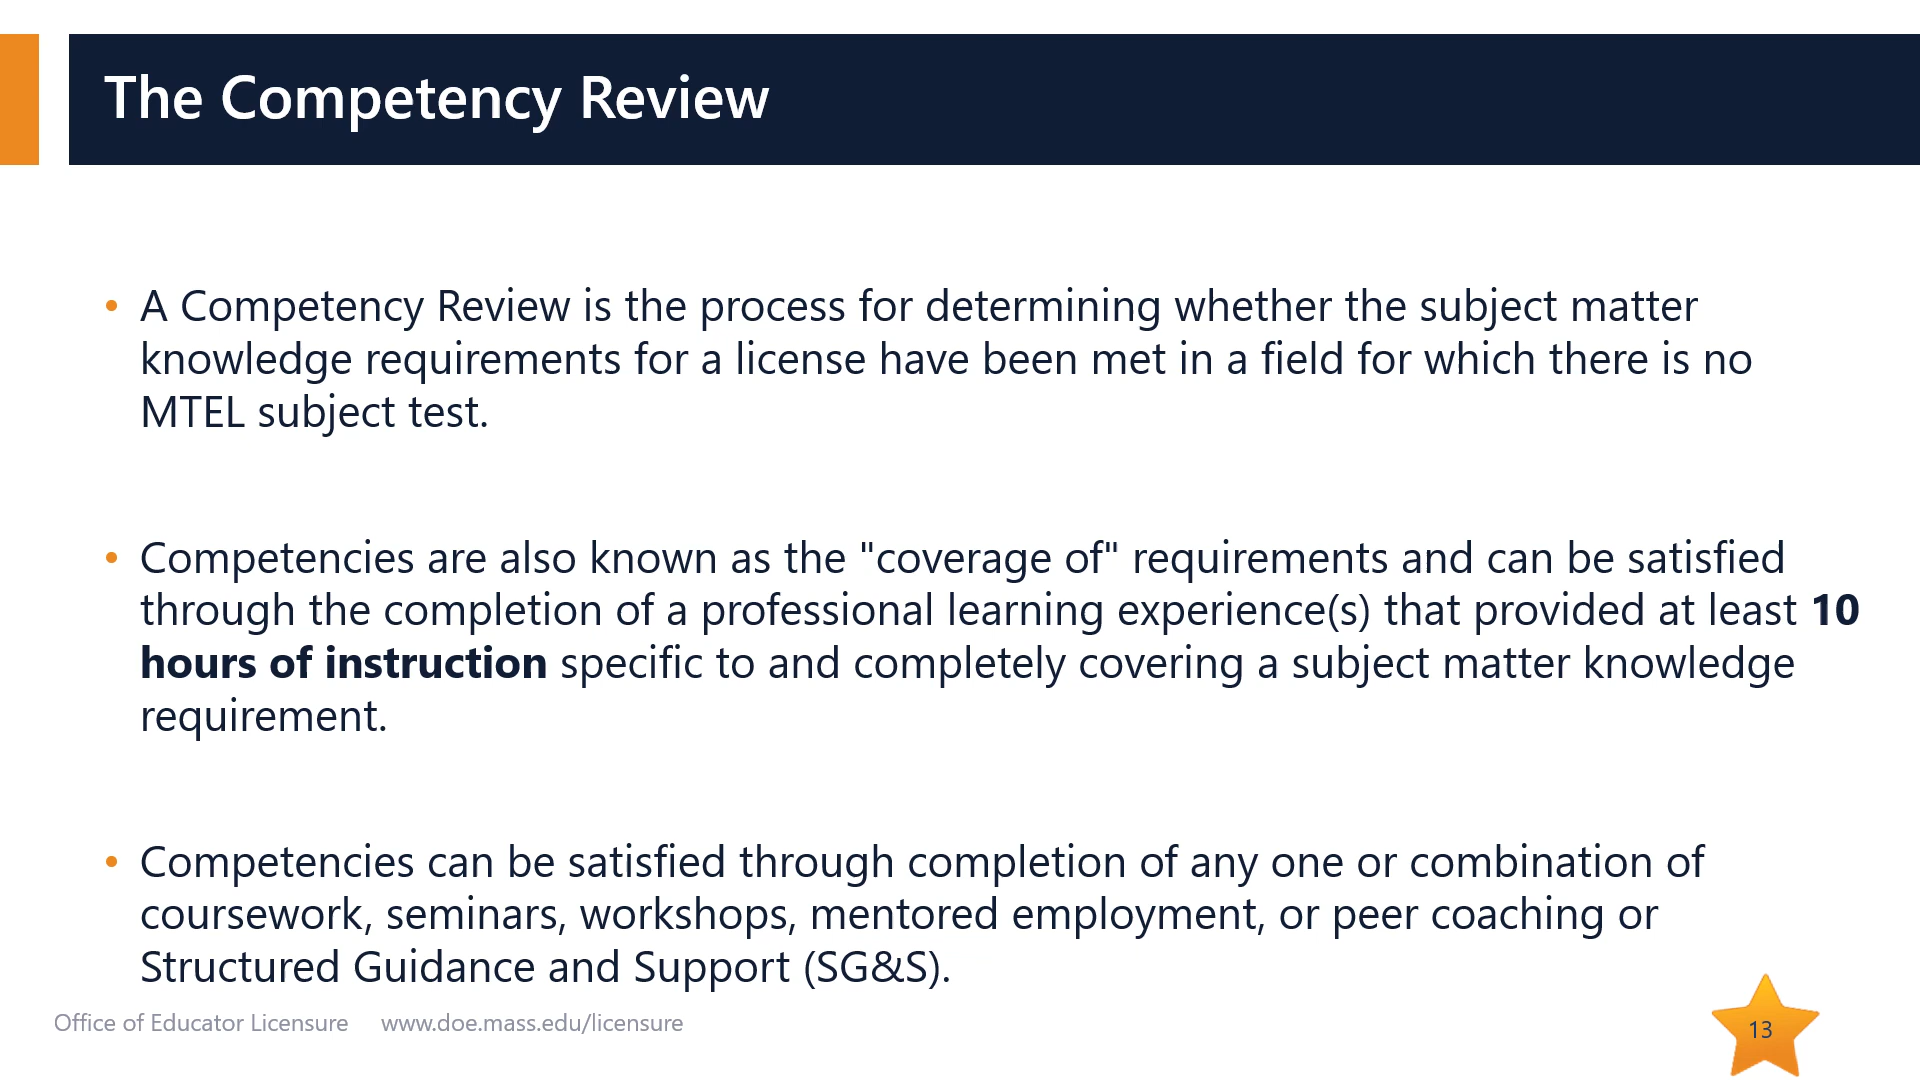 The Competency Review
• A Competency Review is the process for determining whether the subject matter
knowledge requirements for a license have been met in a field for which there is no
MTEL subject test.
• Competencies are also known as the "coverage of" requirements and can be satisfied
through the completion of a professional learning experience(s) that provided at least 10
hours of instruction specific to and completely covering a subject matter knowledge
requirement.
• Competencies can be satisfied through completion of any one or combination of
coursework, seminars, workshops, mentored employment, or peer coaching or
Structured Guidance and Support (SG&S).
Office of Educator Licensure www.doe.mass.edu/licensure
13